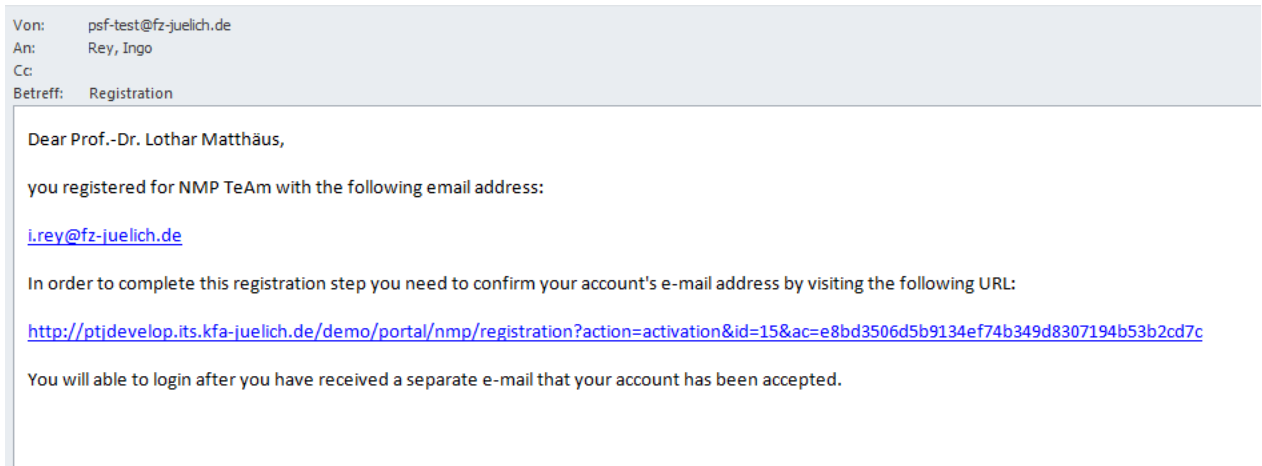 Von: psf-test@fz-juelich.de
An: Rey, Ingo
Cc:
Betreff: Registration
Dear Prof.-Dr. Lothar Matthäus,
you registered for NMP TeAm with the following email address:
i.rey@fz-juelich.de
In order to complete this registration step you need to confirm your account's e-mail address by visiting the following URL:
http://ptjdevelop.its.kfa-juelich.de/demo/portal/nmp/registration?action=activation&id=15&ac=e8bd3506d5b9134ef74b349d8307194b53b2cd7c
You will able to login after you have received a separate e-mail that your account has been accepted.